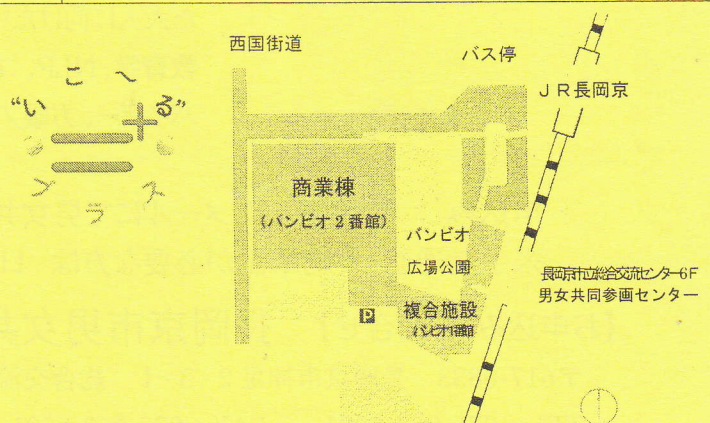 西国街道
バス停
JR長岡京
“いこ〜る”
プラス
商業棟
(バンビオ2番館)
バンビオ
広場公園
長岡京市立総合交流センター6F
男女共同参画センター
P
複合施設
バンビオ1番館